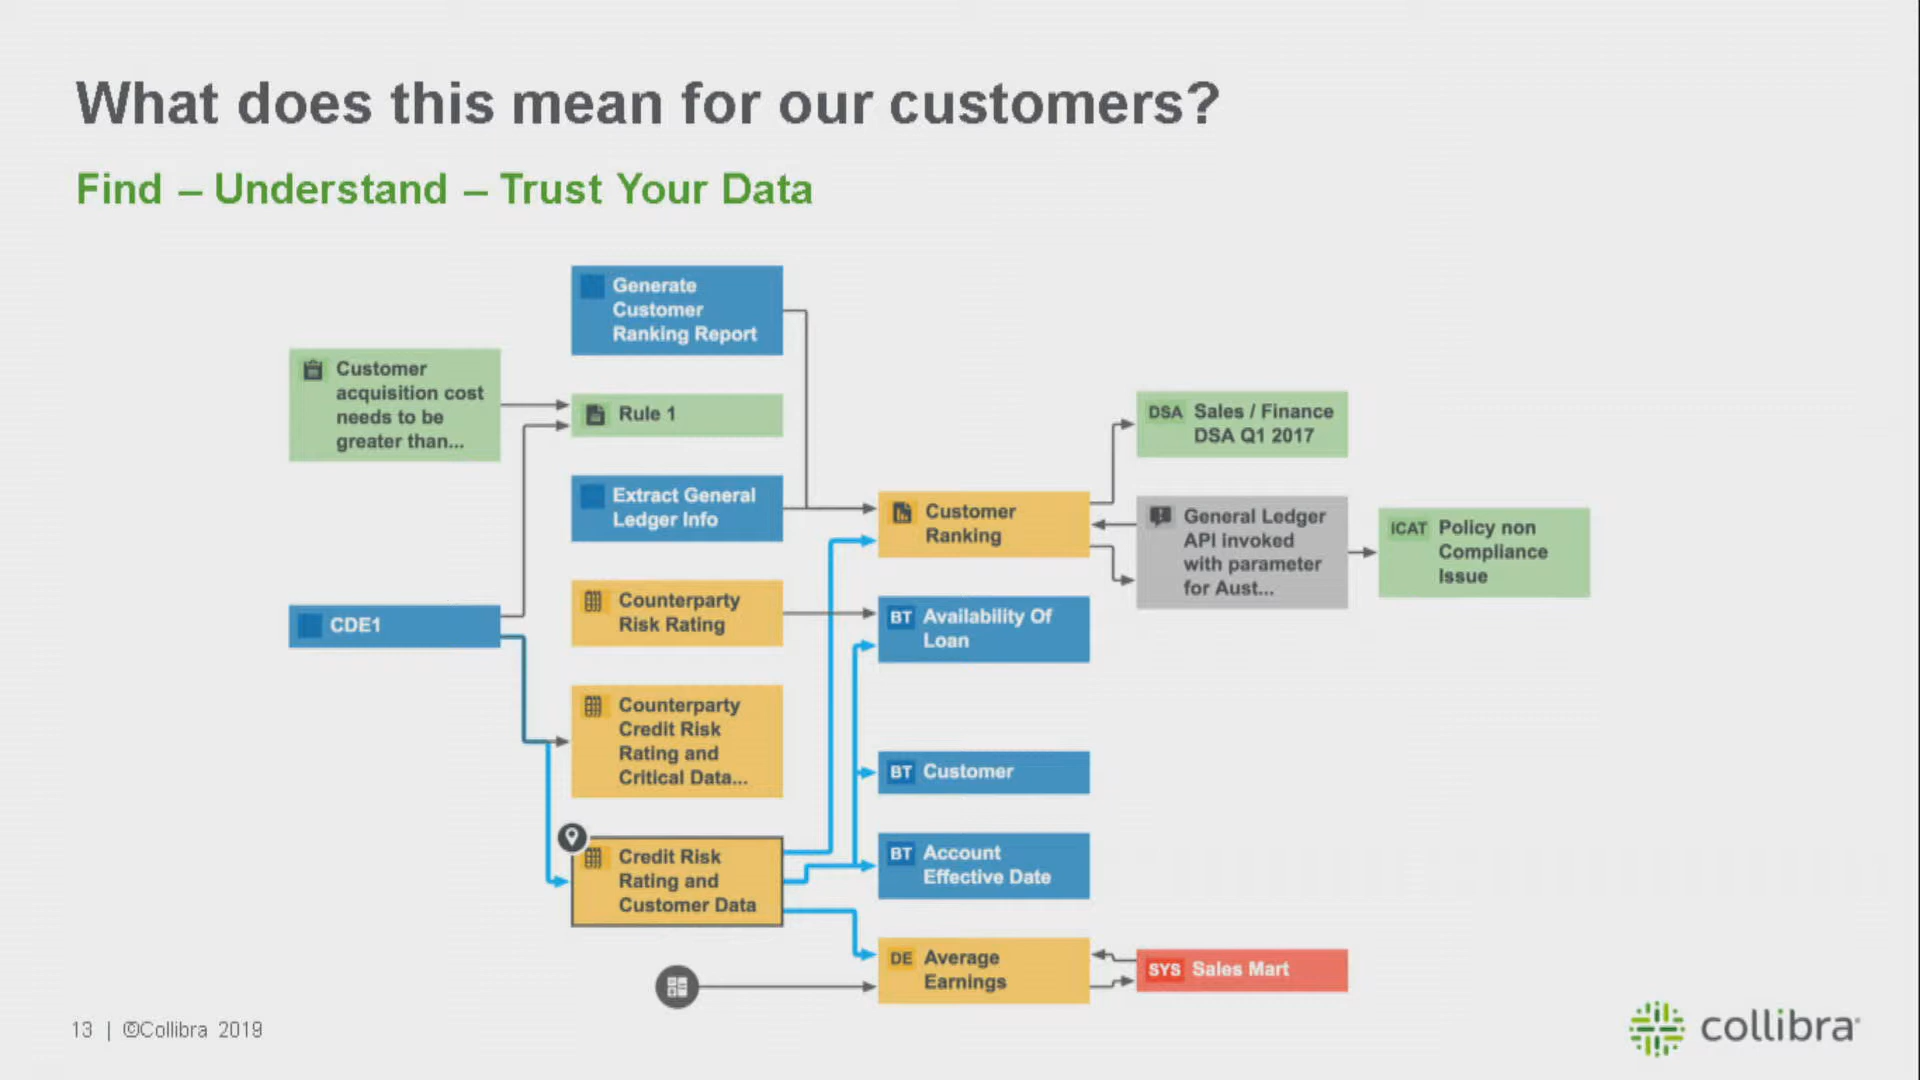 What does this mean for our customers?
Find – Understand – Trust Your Data
Generate
Customer
Ranking Report
Customer
acquisition cost
needs to be
greater than...
Rule 1
DSA Sales / Finance
DSA Q1 2017
Extract General
Ledger Info
Customer
Ranking
General Ledger
API invoked
with parameter
for Aust...
ICAT Policy non
Compliance
Issue
Counterparty
Risk Rating
CDE1
BT Availability Of
Loan
Counterparty
Credit Risk
Rating and
Critical Data...
BT Customer
Credit Risk
Rating and
Customer Data
BT Account
Effective Date
DE Average
Earnings
SYS Sales Mart
13 | ©Collibra 2019
collibra